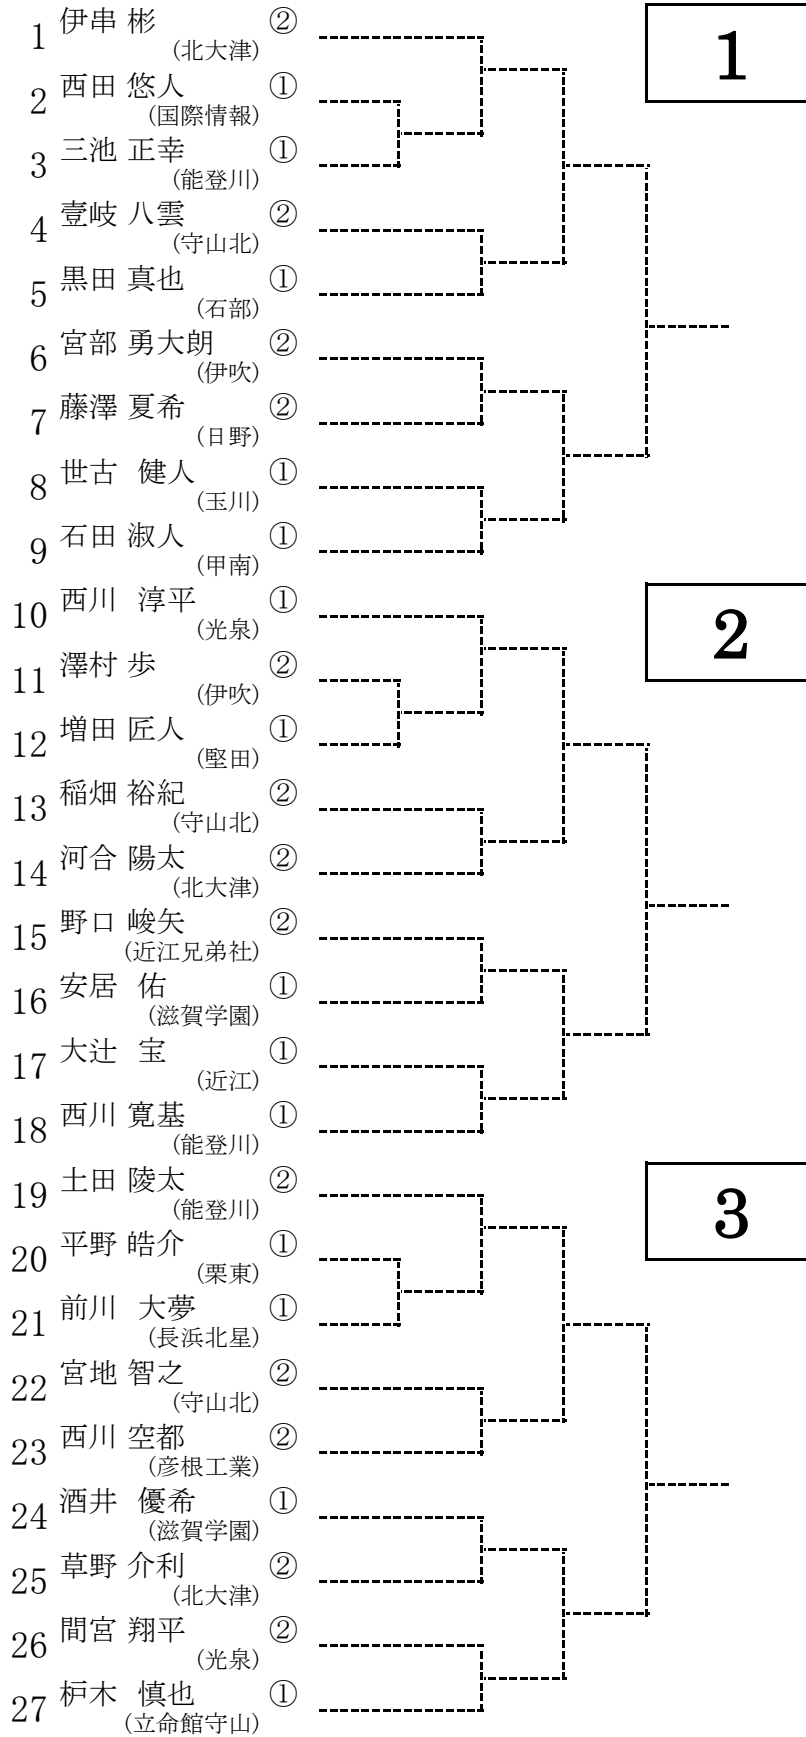 1 伊串 彬 ②
(北大津)
1
2 西田 悠人 ①
(国際情報)
3 三池 正幸 ①
(能登川)
4 壹岐 八雲 ②
(守山北)
5 黒田 真也 ①
(石部)
6 宮部 勇大朗 ②
(伊吹)
7 藤澤 夏希 ②
(日野)
8 世古 健人 ①
(玉川)
9 石田 淑人 ①
(甲南)
10 西川 淳平 ①
(光泉)
2
11 澤村 歩 ②
(伊吹)
12 増田 匠人 ①
(堅田)
13 稲畑 裕紀 ②
(守山北)
14 河合 陽太 ②
(北大津)
15 野口 峻矢 ②
(近江兄弟社)
16 安居 佑 ①
(滋賀学園)
17 大辻 宝 ①
(近江)
18 西川 寛基 ①
(能登川)
19 土田 陵太 ②
(能登川)
3
20 平野 皓介 ①
(栗東)
21 前川 大夢 ①
(長浜北星)
22 宮地 智之 ②
(守山北)
23 西川 空都 ②
(彦根工業)
24 酒井 優希 ①
(滋賀学園)
25 草野 介利 ②
(北大津)
26 間宮 翔平 ②
(光泉)
27 枦木 慎也 ①
(立命館守山)